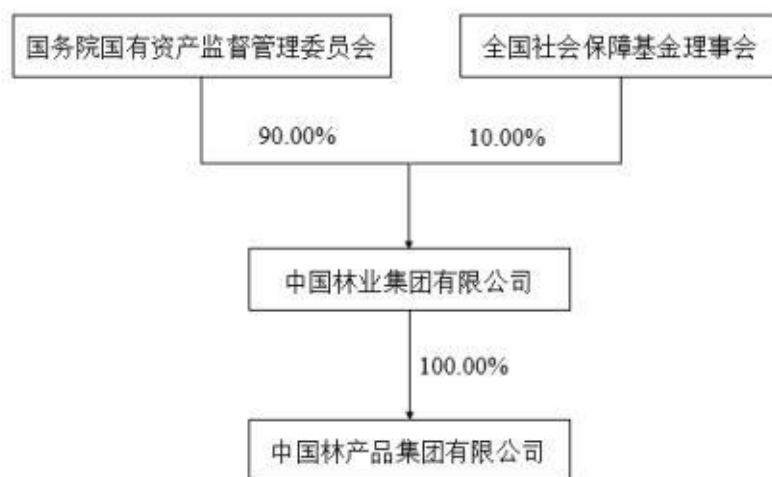 国务院国有资产监督管理委员会
全国社会保障基金理事会
90.00%
10.00%
中国林业集团有限公司
100.00%
中国林产品集团有限公司